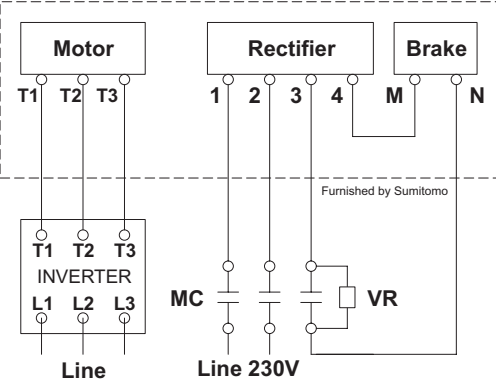 Motor Rectifier Brake
T1 T2 T3 1 2 3 4 M N
Furnished by Sumitomo
T1 T2 T3
INVERTER
L1 L2 L3
MC VR
Line Line 230V